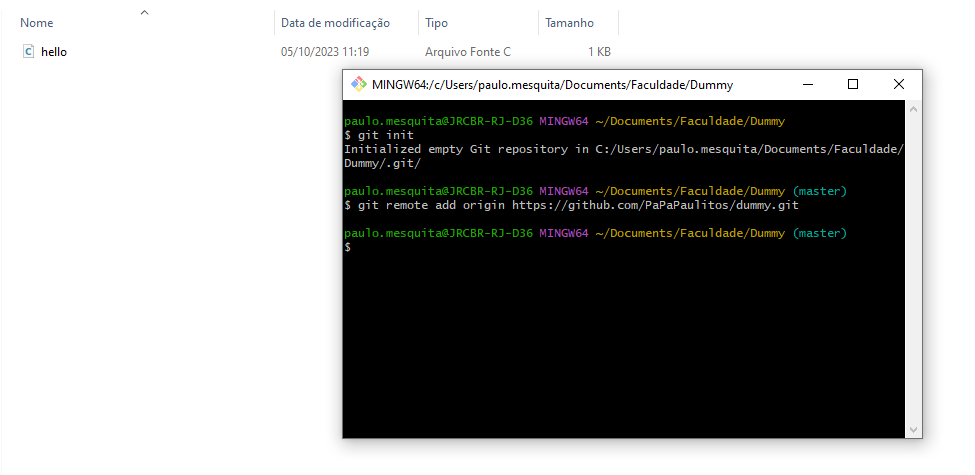 Nome Data de modificação Tipo Tamanho
hello 05/10/2023 11:19 Arquivo Fonte C 1 KB
MINGW64:/c/Users/paulo.mesquita/Documents/Faculdade/Dummy
paulo.mesquita@JRCBR-RJ-D36 MINGW64 ~/Documents/Faculdade/Dummy
$ git init
Initialized empty Git repository in C:/Users/paulo.mesquita/Documents/Faculdade/
Dummy/.git/
paulo.mesquita@JRCBR-RJ-D36 MINGW64 ~/Documents/Faculdade/Dummy (master)
$ git remote add origin https://github.com/PaPaPaulitos/dummy.git
paulo.mesquita@JRCBR-RJ-D36 MINGW64 ~/Documents/Faculdade/Dummy (master)
$